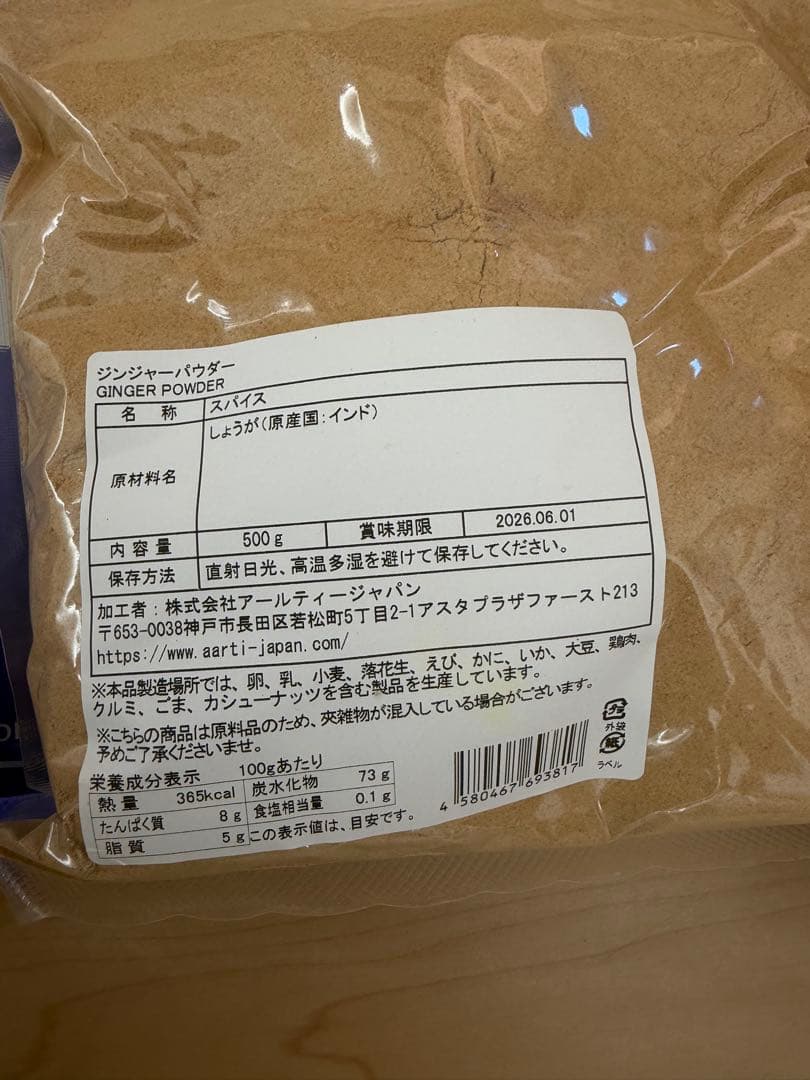 ジンジャーパウダー
GINGER POWDER
名 称 スパイス
原材料名 しょうが(原産国:インド)
内容量 500g 賞味期限 2026.06.01
保存方法 直射日光、高温多湿を避けて保存してください。
加工者:株式会社アールティージャパン
〒653-0038神戸市長田区若松町5丁目2-1アスタプラザファースト213
https://www.aarti-japan.com/
※本品製造場所では、卵、乳、小麦、落花生、えび、かに、いか、大豆、鶏肉、
クルミ、ごま、カシューナッツを含む製品を生産しています。
※こちらの商品は原料品のため、夾雑物が混入している場合がございます。
予めご了承くださいませ。
栄養成分表示 100gあたり
熱量 365kcal 炭水化物 73g
たんぱく質 8g 食塩相当量 0.1g
脂質 5g この表示値は、目安です。
4 580467 693817
プラ
外袋
紙
ラベル